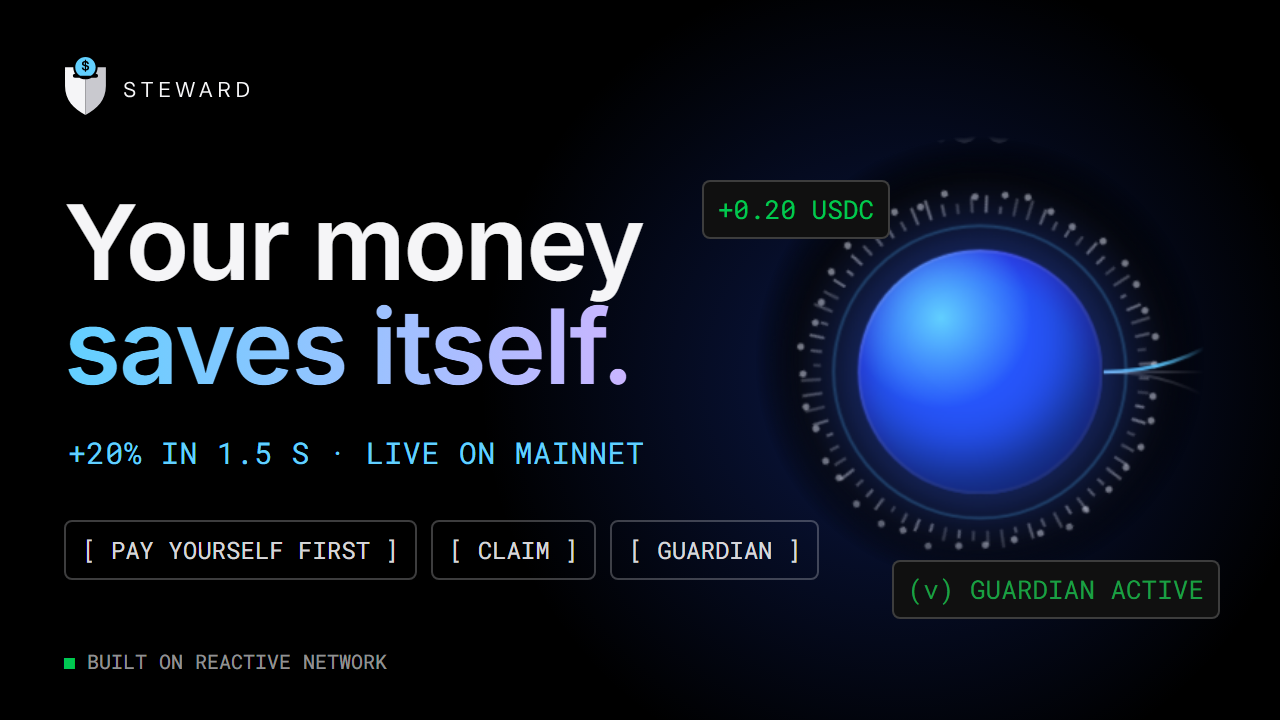 $
STEWARD
+0.20 USDC
Your money
saves itself.
+20% IN 1.5 S · LIVE ON MAINNET
[ PAY YOURSELF FIRST ] [ CLAIM ] [ GUARDIAN ]
(v) GUARDIAN ACTIVE
BUILT ON REACTIVE NETWORK